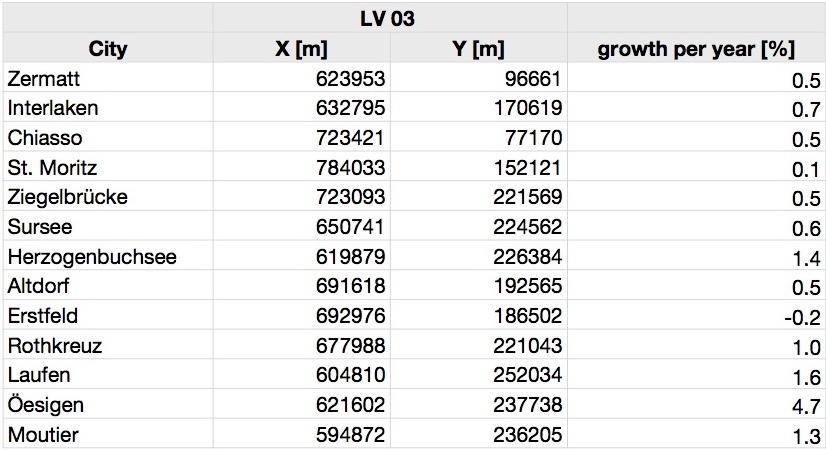 LV 03
City X [m] Y [m] growth per year [%]
Zermatt 623953 96661 0.5
Interlaken 632795 170619 0.7
Chiasso 723421 77170 0.5
St. Moritz 784033 152121 0.1
Ziegelbrücke 723093 221569 0.5
Sursee 650741 224562 0.6
Herzogenbuchsee 619879 226384 1.4
Altdorf 691618 192565 0.5
Erstfeld 692976 186502 -0.2
Rothkreuz 677988 221043 1.0
Laufen 604810 252034 1.6
Öesigen 621602 237738 4.7
Moutier 594872 236205 1.3